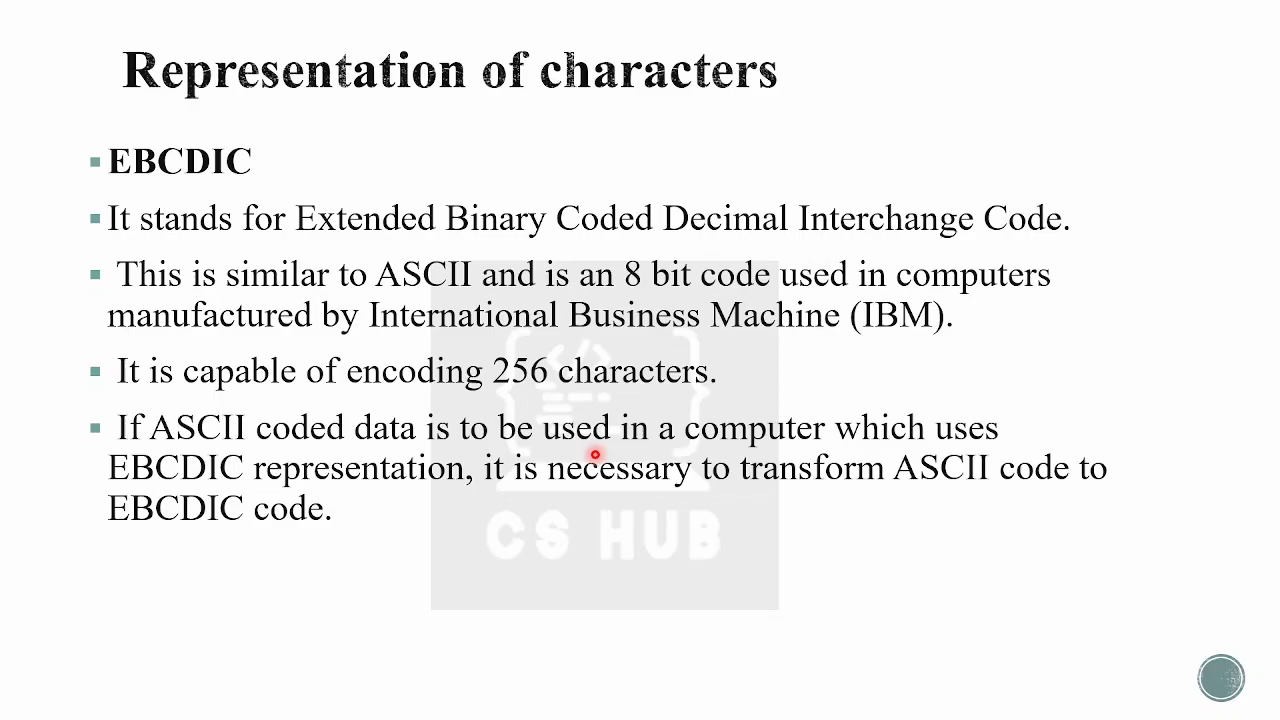 Representation of characters
EBCDIC
It stands for Extended Binary Coded Decimal Interchange Code.
This is similar to ASCII and is an 8 bit code used in computers
manufactured by International Business Machine (IBM).
It is capable of encoding 256 characters.
If ASCII coded data is to be used in a computer which uses
EBCDIC representation, it is necessary to transform ASCII code to
EBCDIC code.
CS HUB